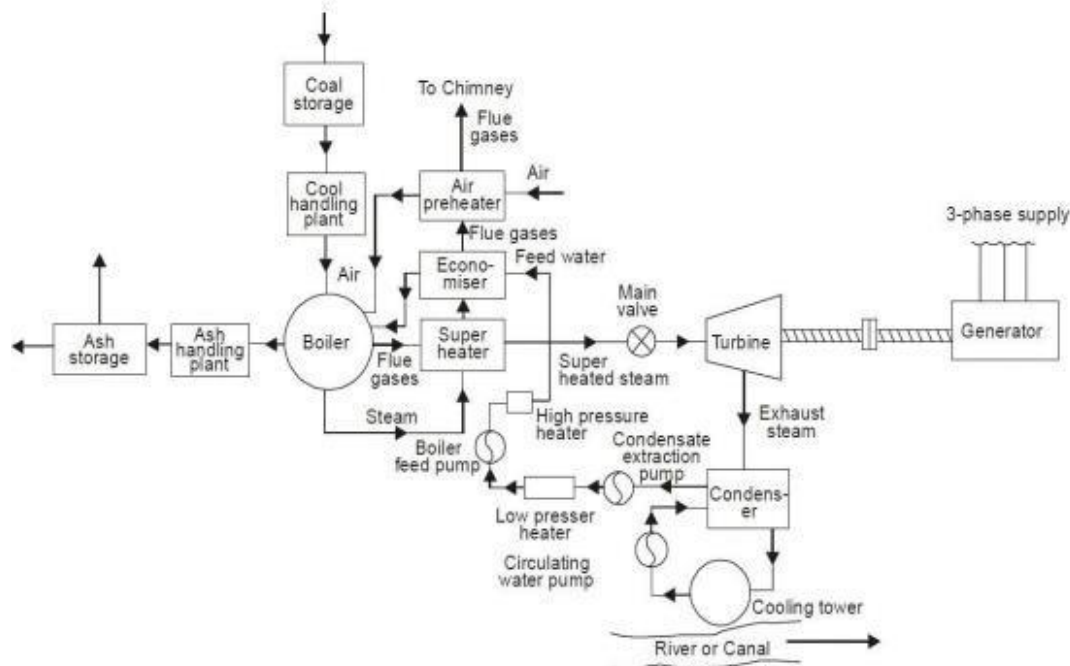 Coal
storage
To Chimney
Flue
gases
Cool
handling
plant
Air
preheater
Air
3-phase supply
Flue gases
Feed water
Air
Econo-
miser
Main
valve
Ash
storage
Ash
handling
plant
Boiler
Super
heater
Turbine
Generator
Flue
gases
Super
heated steam
Steam
High pressure
heater
Exhaust
steam
Boiler
feed pump
Condensate
extraction
pump
Condens-
er
Low presser
heater
Circulating
water pump
Cooling tower
River or Canal